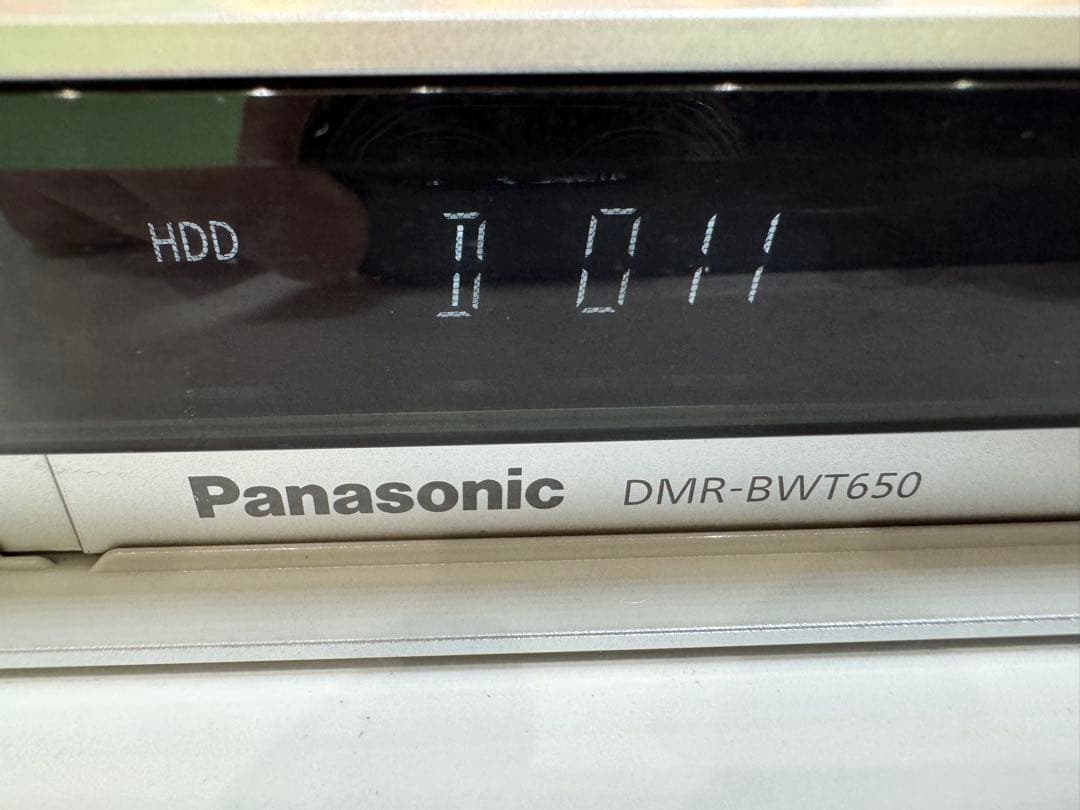 HDD D 011
Panasonic DMR-BWT650